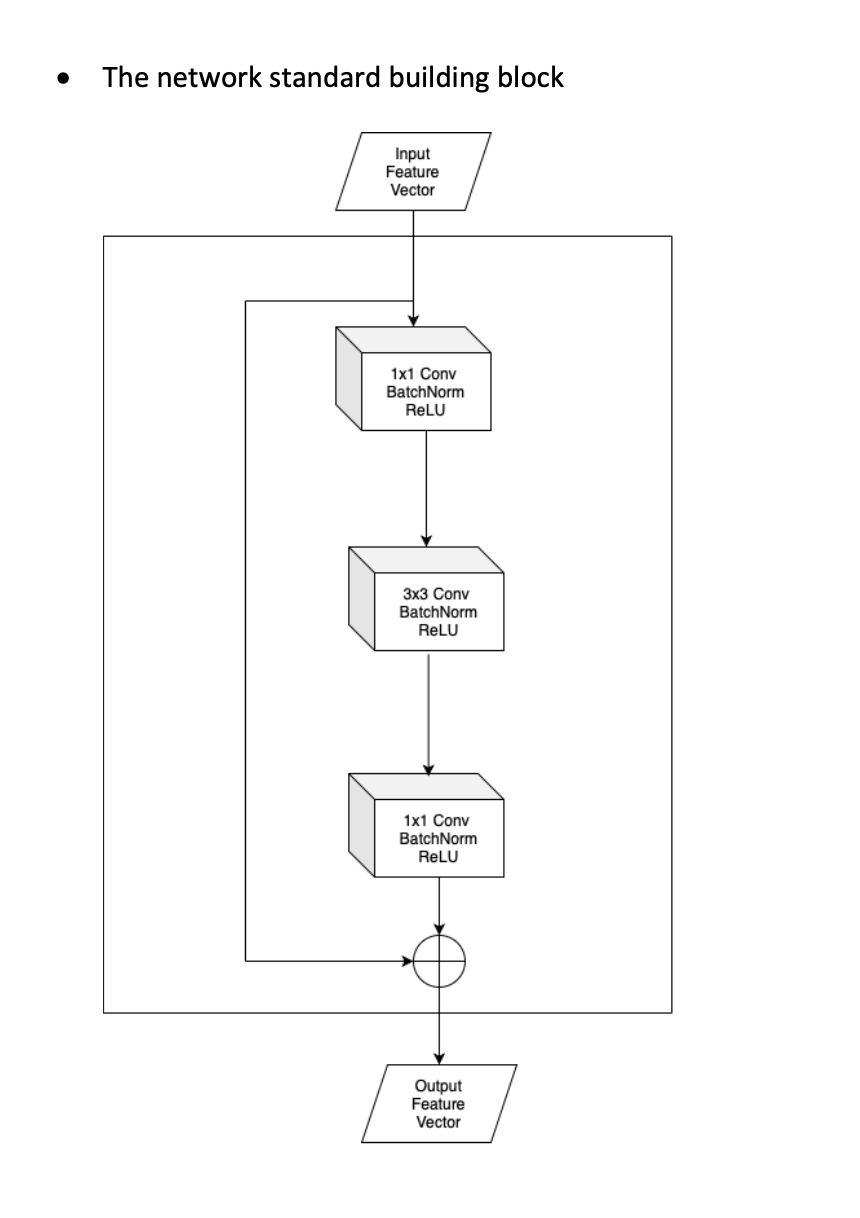 • The network standard building block
Input
Feature
Vector
1x1 Conv
BatchNorm
ReLU
3x3 Conv
BatchNorm
ReLU
1x1 Conv
BatchNorm
ReLU
Output
Feature
Vector